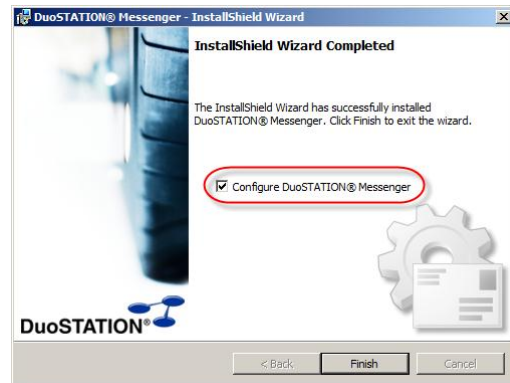 DuoSTATION® Messenger - InstallShield Wizard
InstallShield Wizard Completed
The InstallShield Wizard has successfully installed
DuoSTATION® Messenger. Click Finish to exit the wizard.
Configure DuoSTATION® Messenger
DuoSTATION®
< Back
Finish
Cancel